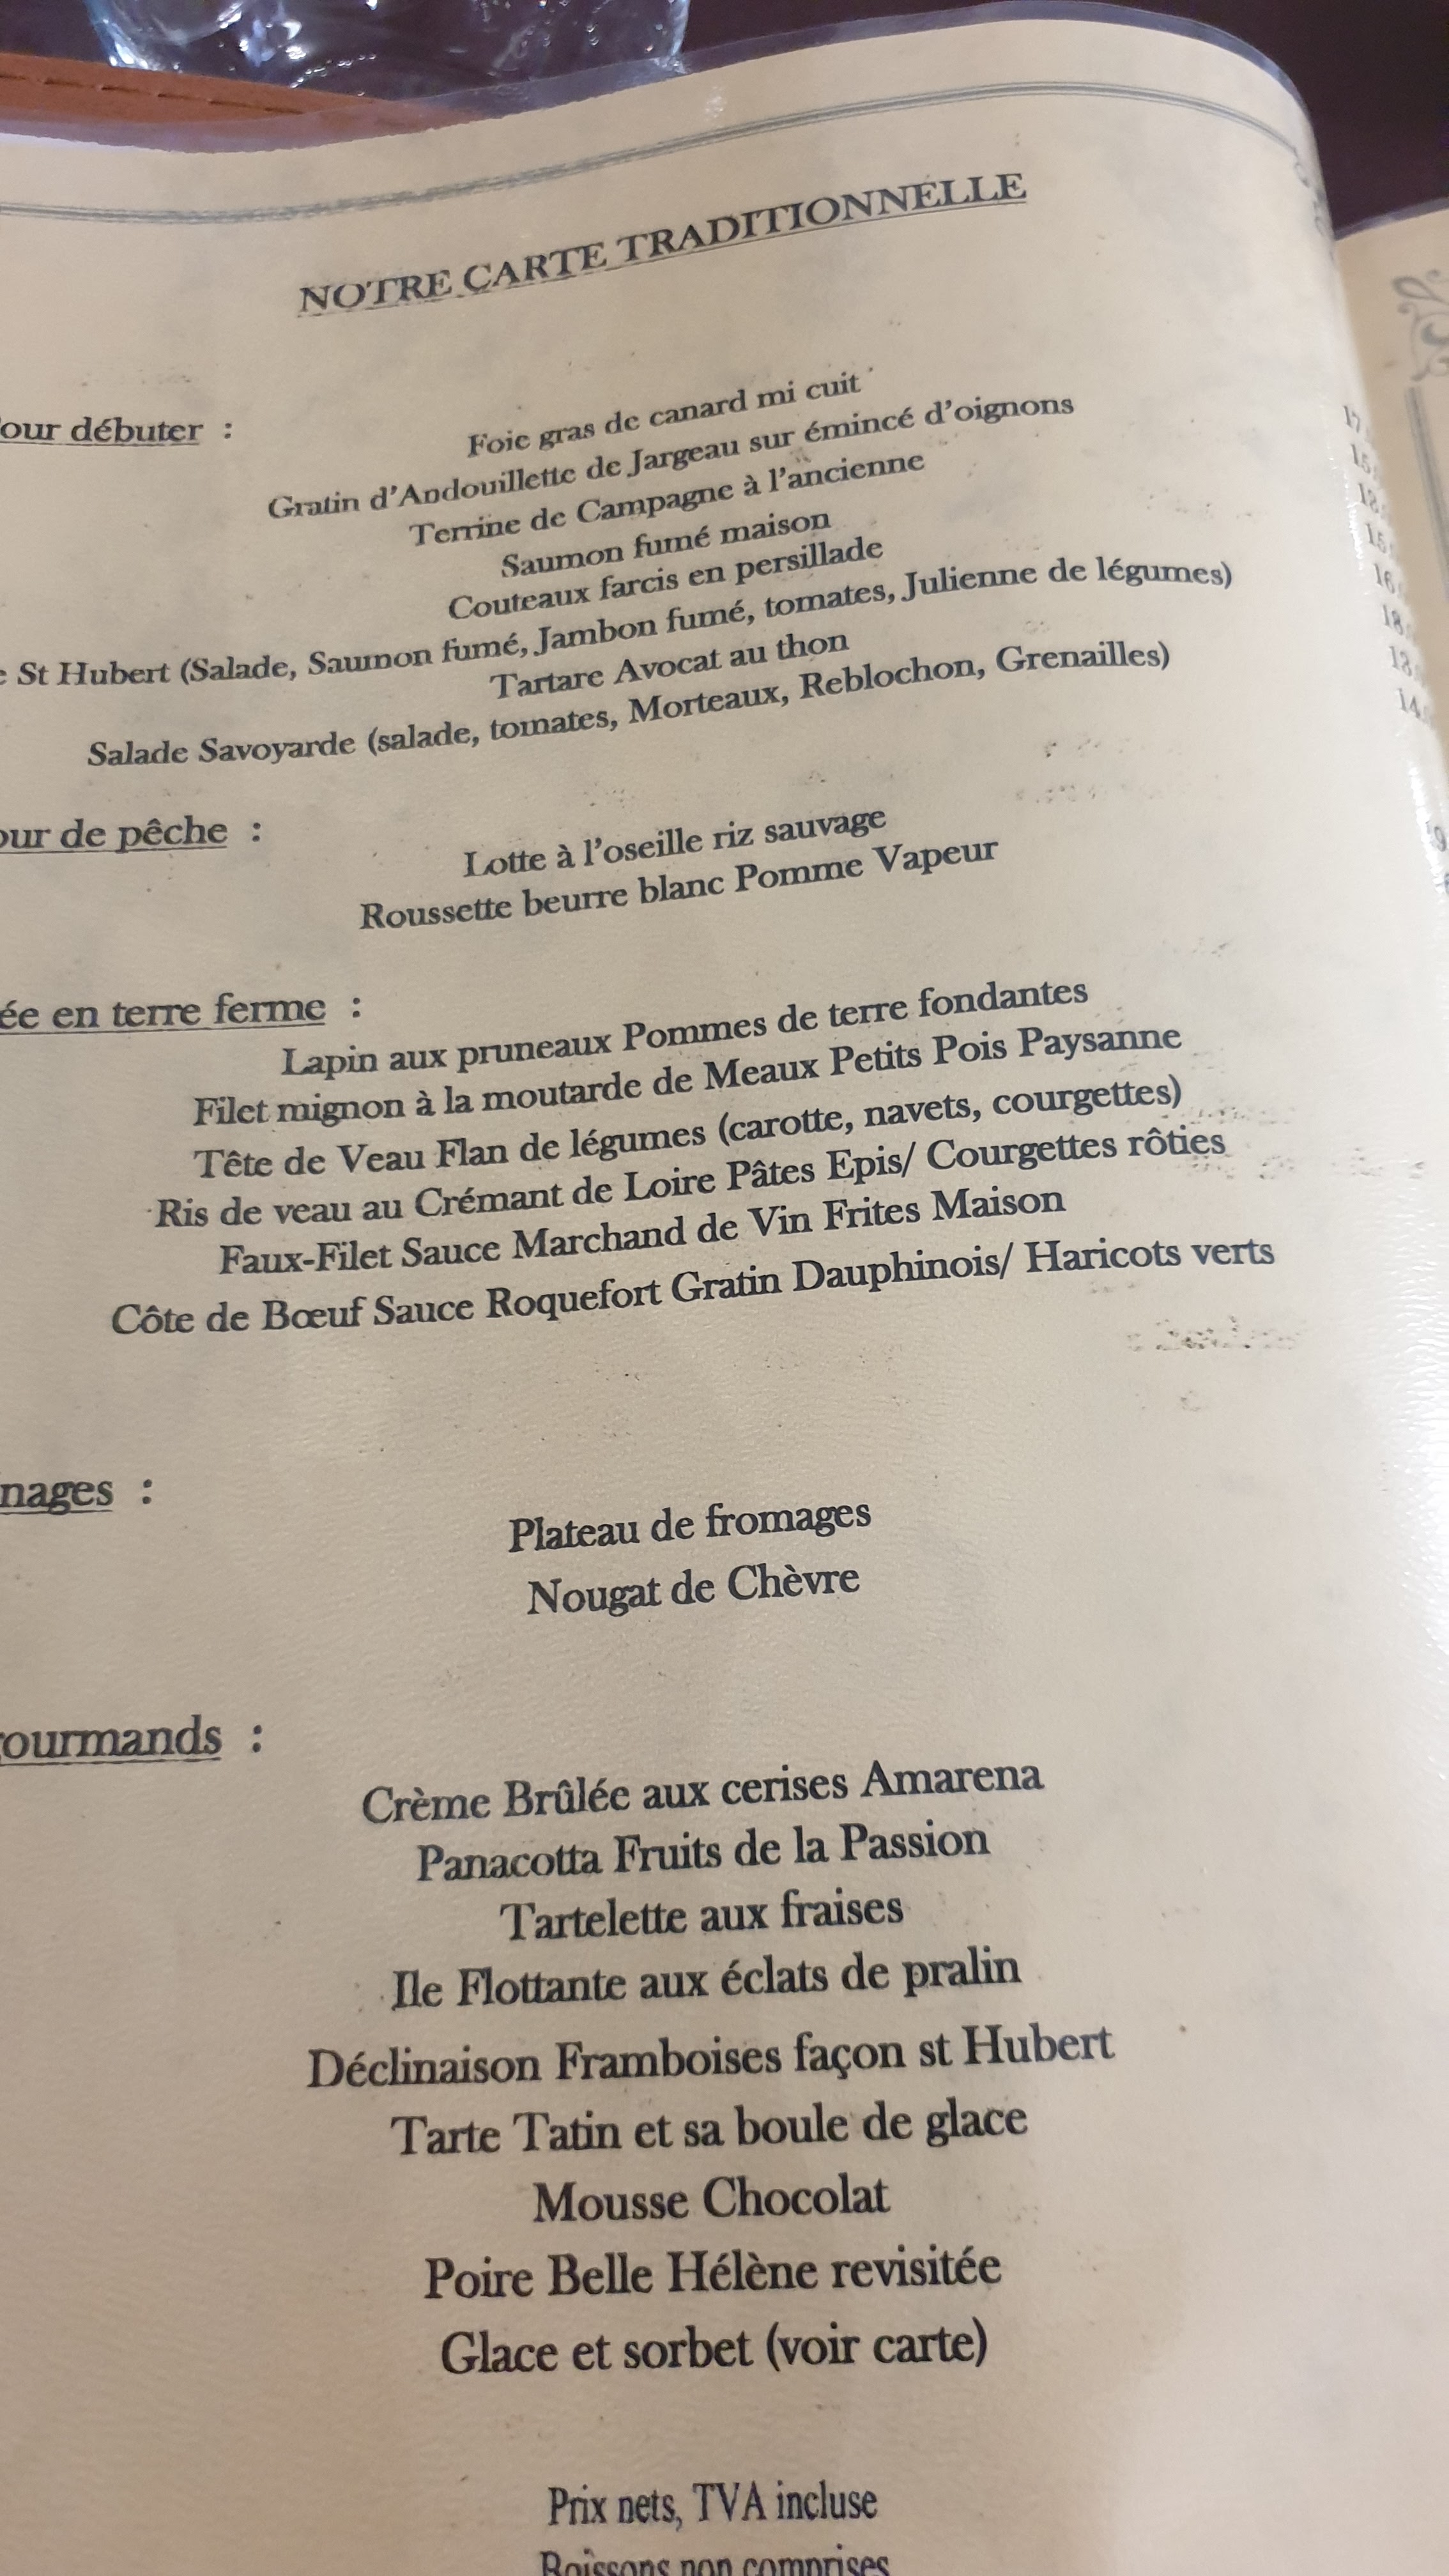 NOTRE CARTE TRADITIONNELLE
our débuter :
Foie gras de canard mi cuit
Gratin d'Andouillette de Jargeau sur émincé d'oignons
Terrine de Campagne à l'ancienne
Saumon fumé maison
Couteaux farcis en persillade
e St Hubert (Salade, Saumon fumé, Jambon fumé, tomates, Julienne de légumes)
Tartare Avocat au thon
Salade Savoyarde (salade, tomates, Morteaux, Reblochon, Grenailles)
17
16
18
14
our de pêche :
Lotte à l'oseille riz sauvage
Roussette beurre blanc Pomme Vapeur
ée en terre ferme :
Lapin aux pruneaux Pommes de terre fondantes
Filet mignon à la moutarde de Meaux Petits Pois Paysanne
Tête de Veau Flan de légumes (carotte, navets, courgettes)
Ris de veau au Crémant de Loire Pâtes Epis/ Courgettes rôties
Faux-Filet Sauce Marchand de Vin Frites Maison
Côte de Bœuf Sauce Roquefort Gratin Dauphinois/ Haricots verts
mages :
Plateau de fromages
Nougat de Chèvre
gourmands :
Crème Brûlée aux cerises Amarena
Panacotta Fruits de la Passion
Tartelette aux fraises
Ile Flottante aux éclats de pralin
Déclinaison Framboises façon st Hubert
Tarte Tatin et sa boule de glace
Mousse Chocolat
Poire Belle Hélène revisitée
Glace et sorbet (voir carte)
Prix nets, TVA incluse
Boissons non comprises